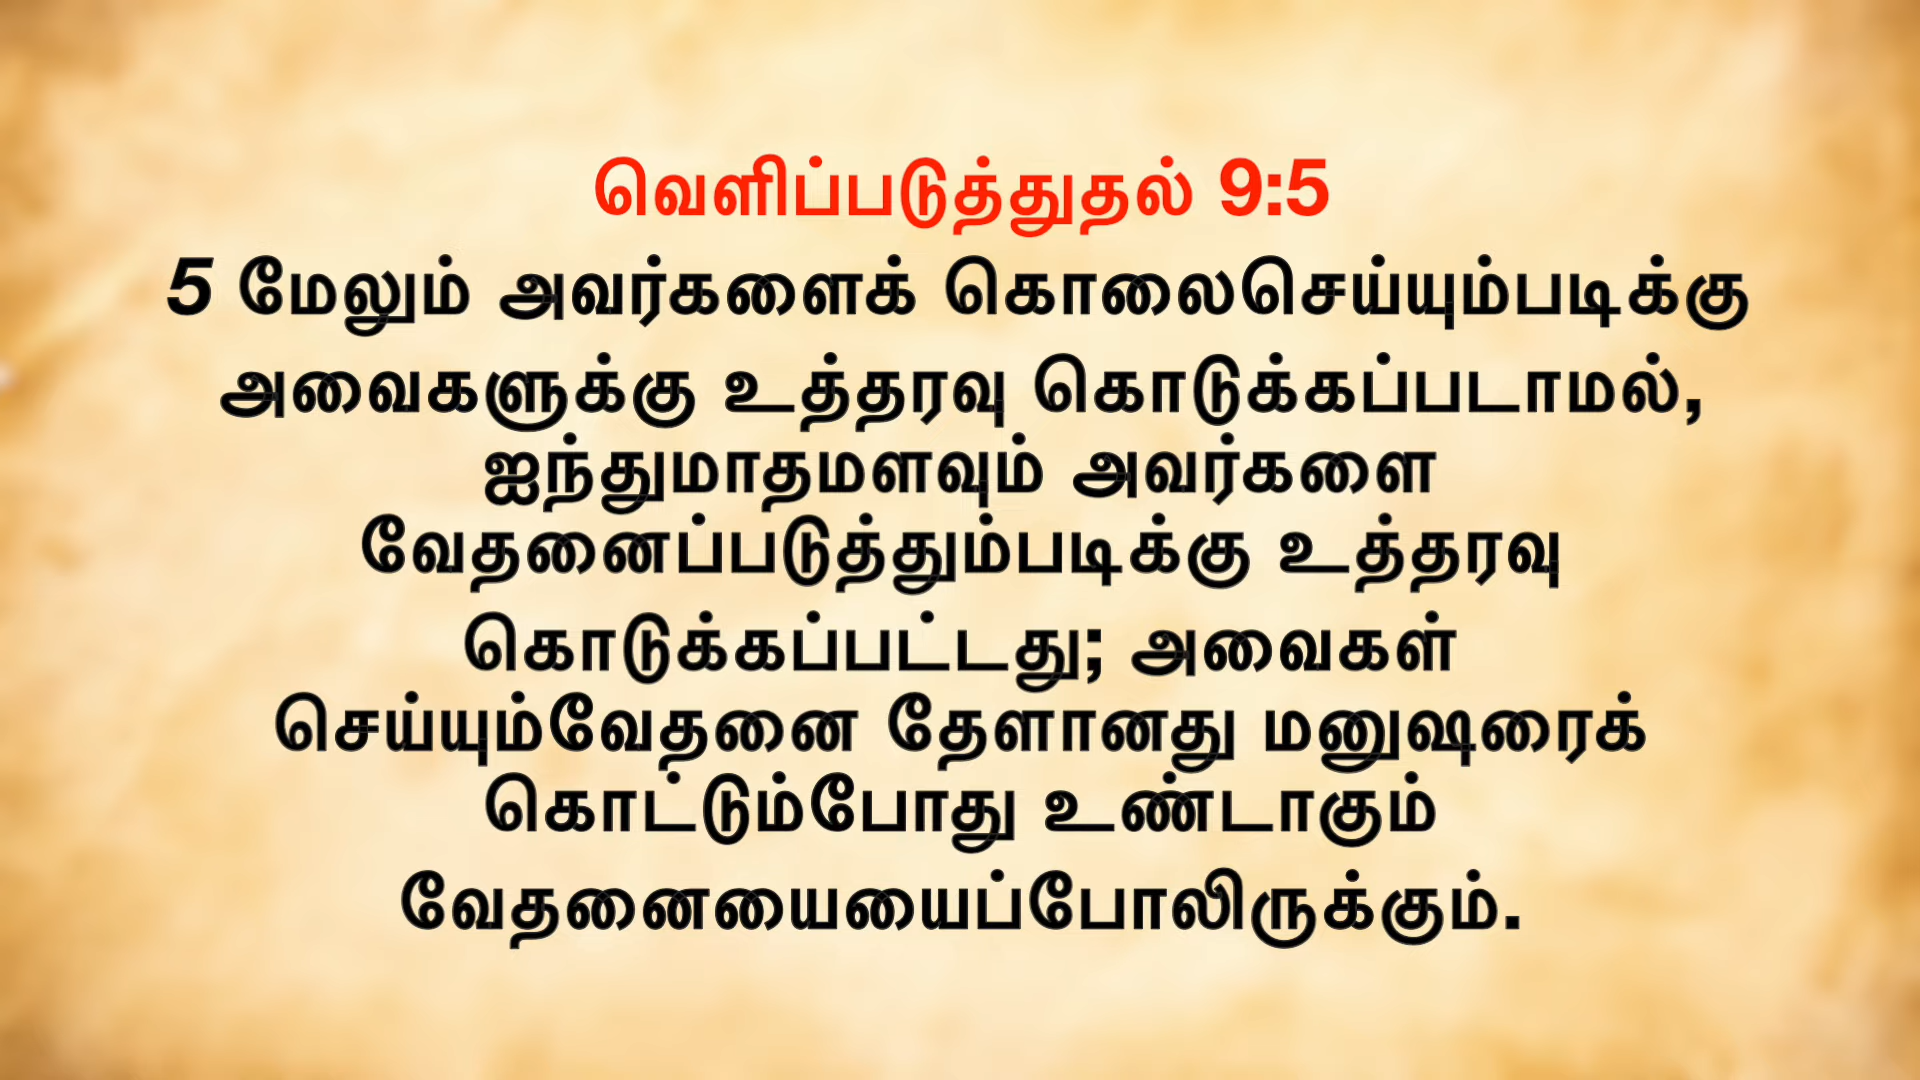 வெளிப்படுத்துதல் 9:5
5 மேலும் அவர்களைக் கொலைசெய்யும்படிக்கு
அவைகளுக்கு உத்தரவு கொடுக்கப்படாமல்,
ஐந்துமாதமளவும் அவர்களை
வேதனைப்படுத்தும்படிக்கு உத்தரவு
கொடுக்கப்பட்டது; அவைகள்
செய்யும்வேதனை தேளானது மனுஷரைக்
கொட்டும்போது உண்டாகும்
வேதனையையைப்போலிருக்கும்.